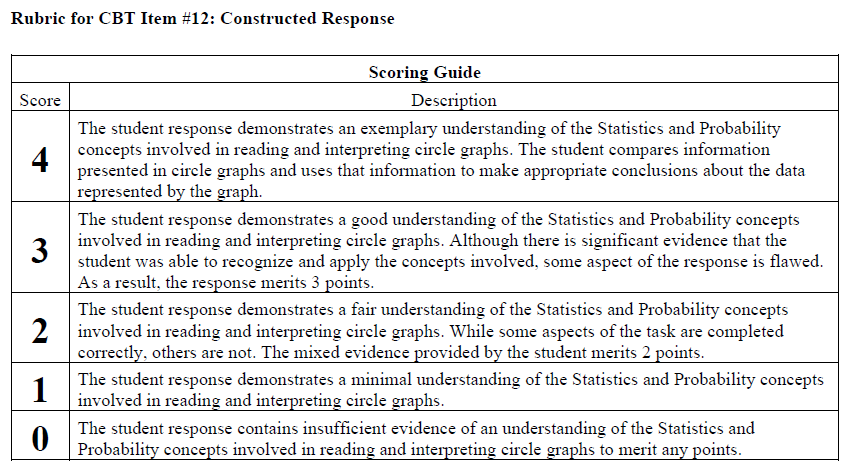 Rubric for CBT Item #12: Constructed Response
Scoring Guide
Score Description
4
The student response demonstrates an exemplary understanding of the Statistics and Probability
concepts involved in reading and interpreting circle graphs. The student compares information
presented in circle graphs and uses that information to make appropriate conclusions about the data
represented by the graph.
3
The student response demonstrates a good understanding of the Statistics and Probability concepts
involved in reading and interpreting circle graphs. Although there is significant evidence that the
student was able to recognize and apply the concepts involved, some aspect of the response is flawed.
As a result, the response merits 3 points.
2
The student response demonstrates a fair understanding of the Statistics and Probability concepts
involved in reading and interpreting circle graphs. While some aspects of the task are completed
correctly, others are not. The mixed evidence provided by the student merits 2 points.
1
The student response demonstrates a minimal understanding of the Statistics and Probability concepts
involved in reading and interpreting circle graphs.
0
The student response contains insufficient evidence of an understanding of the Statistics and
Probability concepts involved in reading and interpreting circle graphs to merit any points.